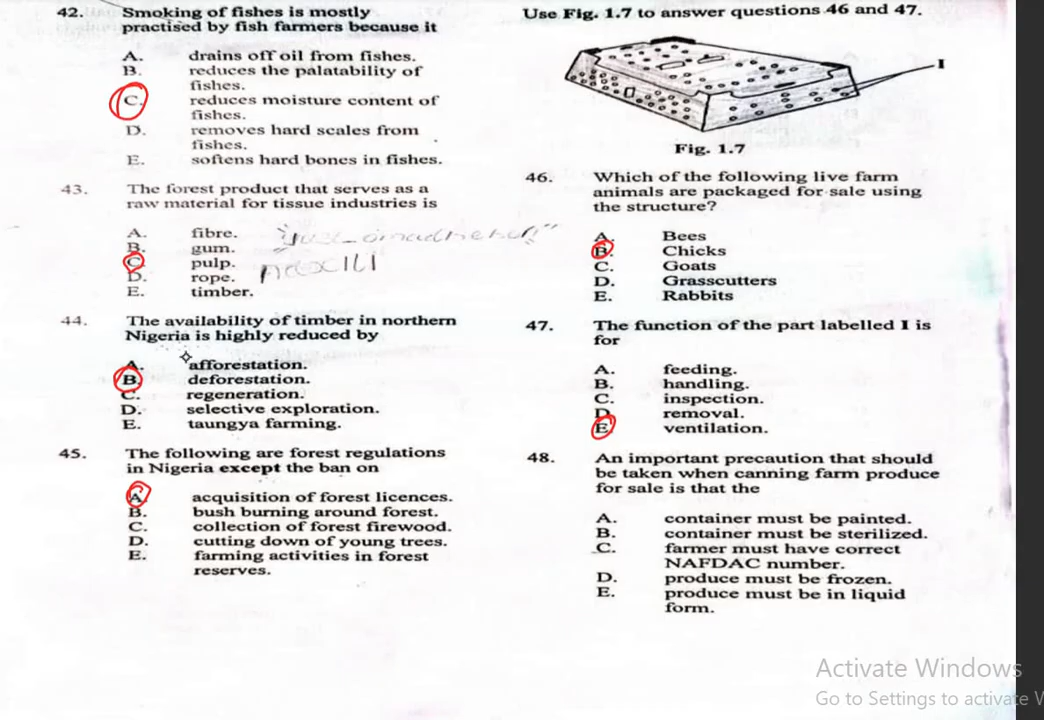 42. Smoking of fishes is mostly
practised by fish farmers because it
A. drains off oil from fishes.
B. reduces the palatability of
fishes.
C. reduces moisture content of
fishes.
D. removes hard scales from
fishes.
E. softens hard bones in fishes.
43. The forest product that serves as a
raw material for tissue industries is
A. fibre.
B. gum.
C. pulp.
D. rope.
E. timber.
44. The availability of timber in northern
Nigeria is highly reduced by
A. afforestation.
B. deforestation.
C. regeneration.
D. selective exploration.
E. taungya farming.
45. The following are forest regulations
in Nigeria except the ban on
A. acquisition of forest licences.
B. bush burning around forest.
C. collection of forest firewood.
D. cutting down of young trees.
E. farming activities in forest
reserves.
Use Fig. 1.7 to answer questions 46 and 47.
I
Fig. 1.7
46. Which of the following live farm
animals are packaged for sale using
the structure?
A. Bees
B. Chicks
C. Goats
D. Grasscutters
E. Rabbits
47. The function of the part labelled I is
for
A. feeding.
B. handling.
C. inspection.
D. removal.
E. ventilation.
48. An important precaution that should
be taken when canning farm produce
for sale is that the
A. container must be painted.
B. container must be sterilized.
C. farmer must have correct
NAFDAC number.
D. produce must be frozen.
E. produce must be in liquid
form.
Activate Windows
Go to Settings to activate W